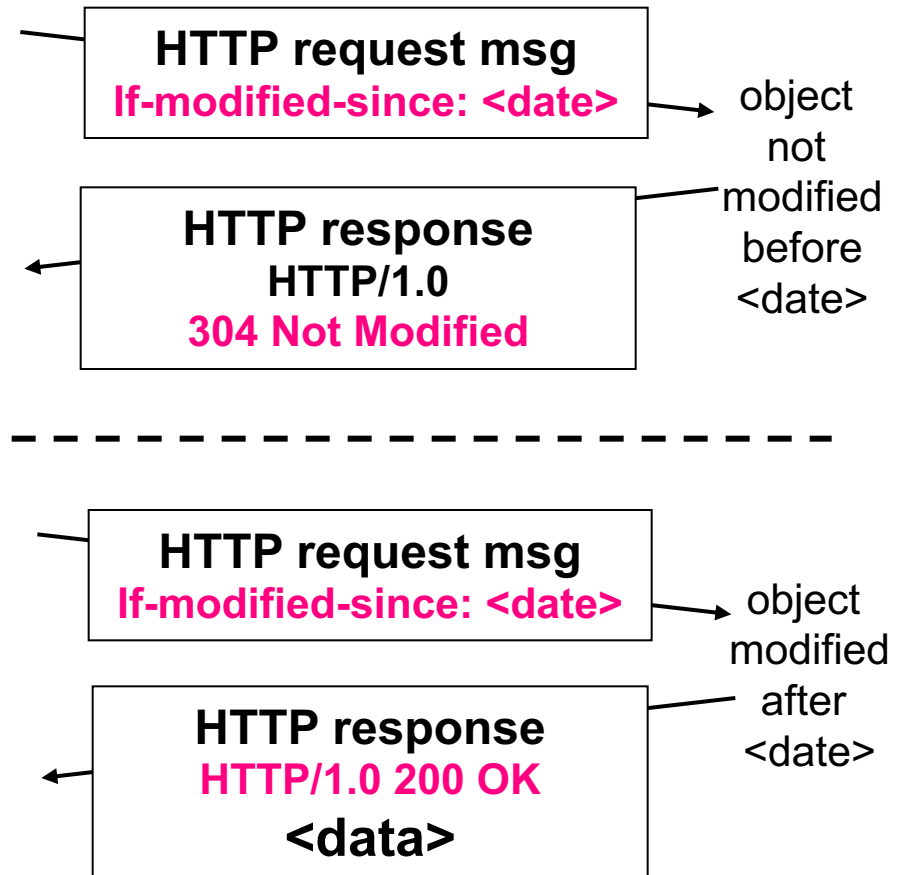 HTTP request msg
If-modified-since: <date>
object
not
modified
before
<date>
HTTP response
HTTP/1.0
304 Not Modified
HTTP request msg
If-modified-since: <date>
object
modified
after
<date>
HTTP response
HTTP/1.0 200 OK
<data>